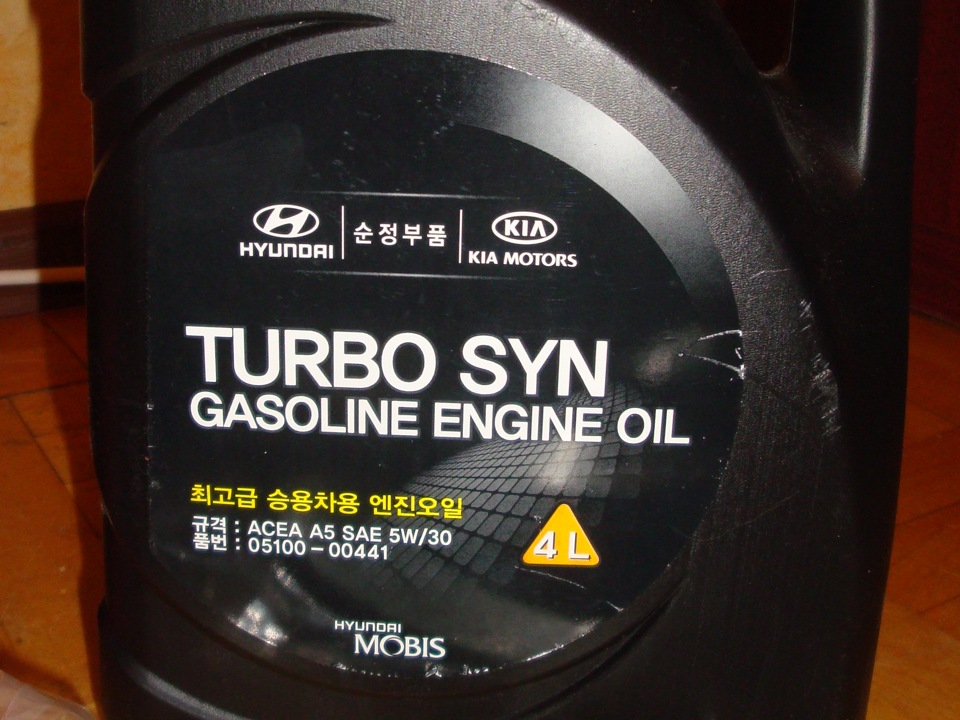 HYUNDAI 순정부품 KIA
KIA MOTORS
TURBO SYN
GASOLINE ENGINE OIL
최고급 승용차용 엔진오일
규격 : ACEA A5 SAE 5W/30
품번 : 05100-00441
4 L
HYUNDAI
MOBIS